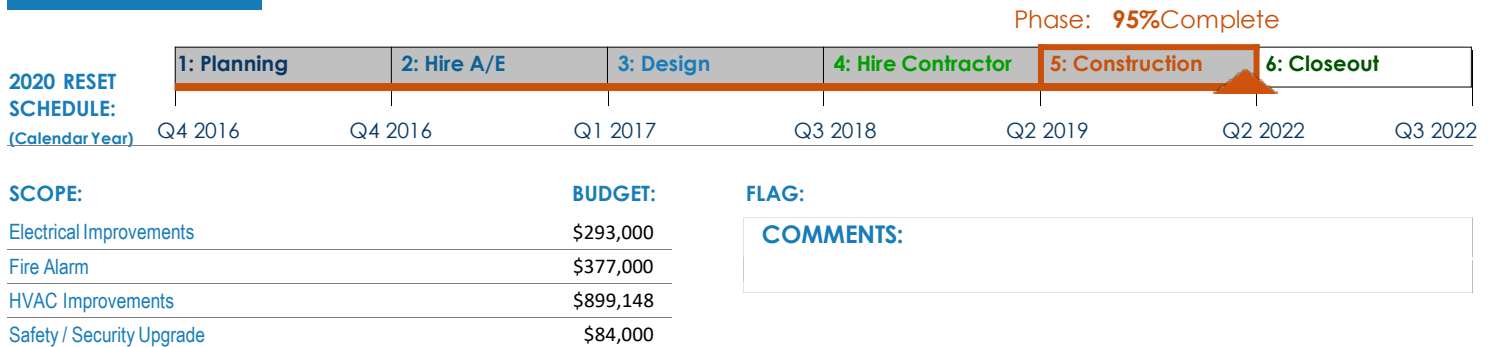 Phase: 95%Complete
1: Planning 2: Hire A/E 3: Design 4: Hire Contractor 5: Construction 6: Closeout
2020 RESET
SCHEDULE:
(Calendar Year) Q4 2016 Q4 2016 Q1 2017 Q3 2018 Q2 2019 Q2 2022 Q3 2022
SCOPE: BUDGET: FLAG:
Electrical Improvements $293,000
COMMENTS:
Fire Alarm $377,000
HVAC Improvements $899,148
Safety / Security Upgrade $84,000